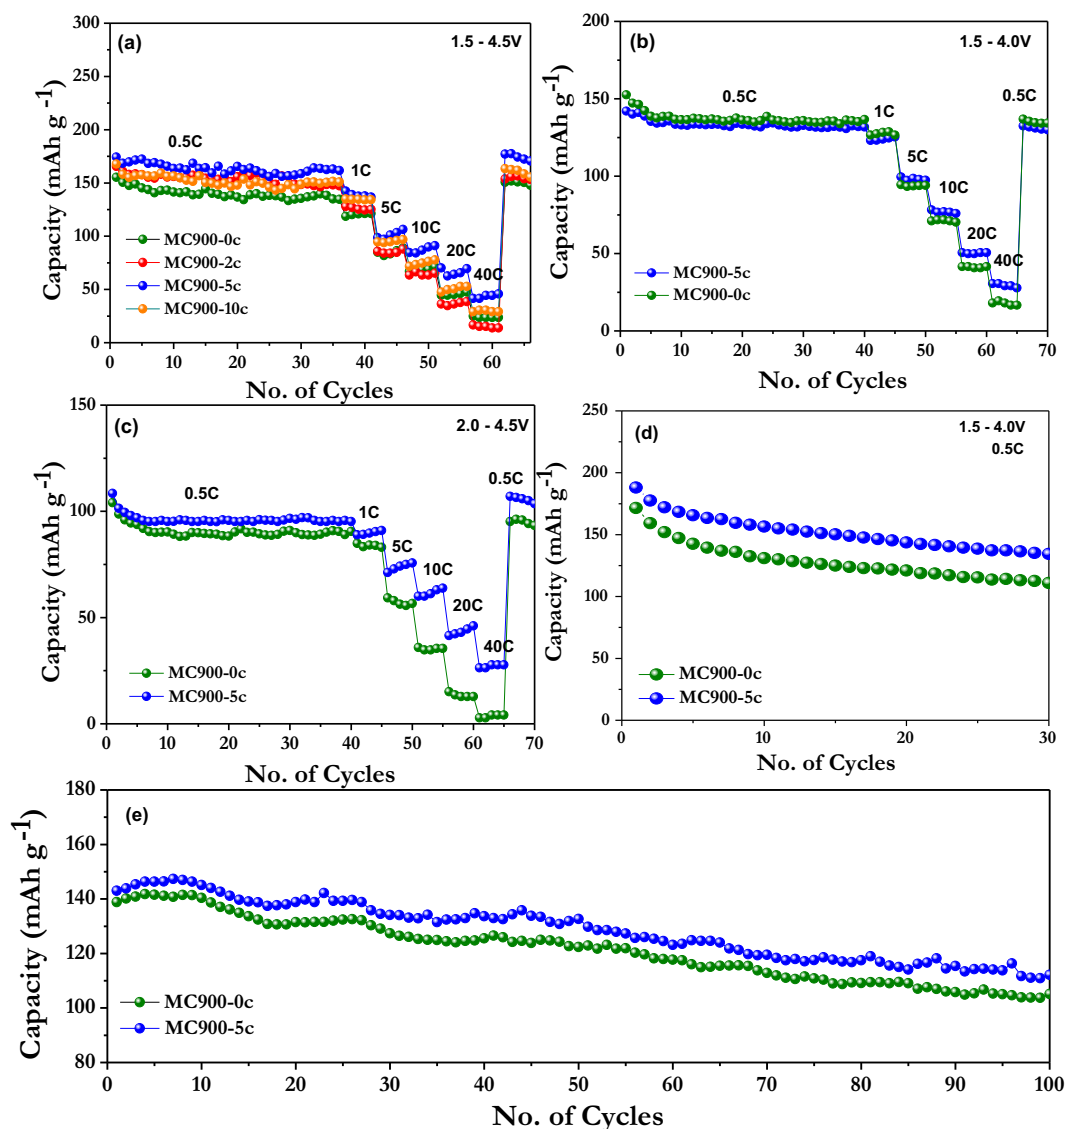 (a)
1.5 - 4.5V
300
250
200
150
100
50
0
0.5C
1C
5C
10C
20C
40C
MC900-0c
MC900-2c
MC900-5c
MC900-10c
0 10 20 30 40 50 60
No. of Cycles
Capacity (mAh g-1)
(b)
1.5 - 4.0V
200
150
100
50
0
0.5C
1C
5C
10C
20C
40C
0.5C
MC900-5c
MC900-0c
0 10 20 30 40 50 60 70
No. of Cycles
Capacity (mAh g-1)
(c)
2.0 - 4.5V
150
100
50
0
0.5C
1C
5C
10C
20C
40C
0.5C
MC900-0c
MC900-5c
0 10 20 30 40 50 60 70
No. of Cycles
Capacity (mAh g-1)
(d)
1.5 - 4.0V
0.5C
250
200
150
100
50
0
MC900-0c
MC900-5c
0 10 20 30
No. of Cycles
Capacity (mAh g-1)
(e)
180
160
140
120
100
80
MC900-0c
MC900-5c
0 10 20 30 40 50 60 70 80 90 100
No. of Cycles
Capacity (mAh g-1)